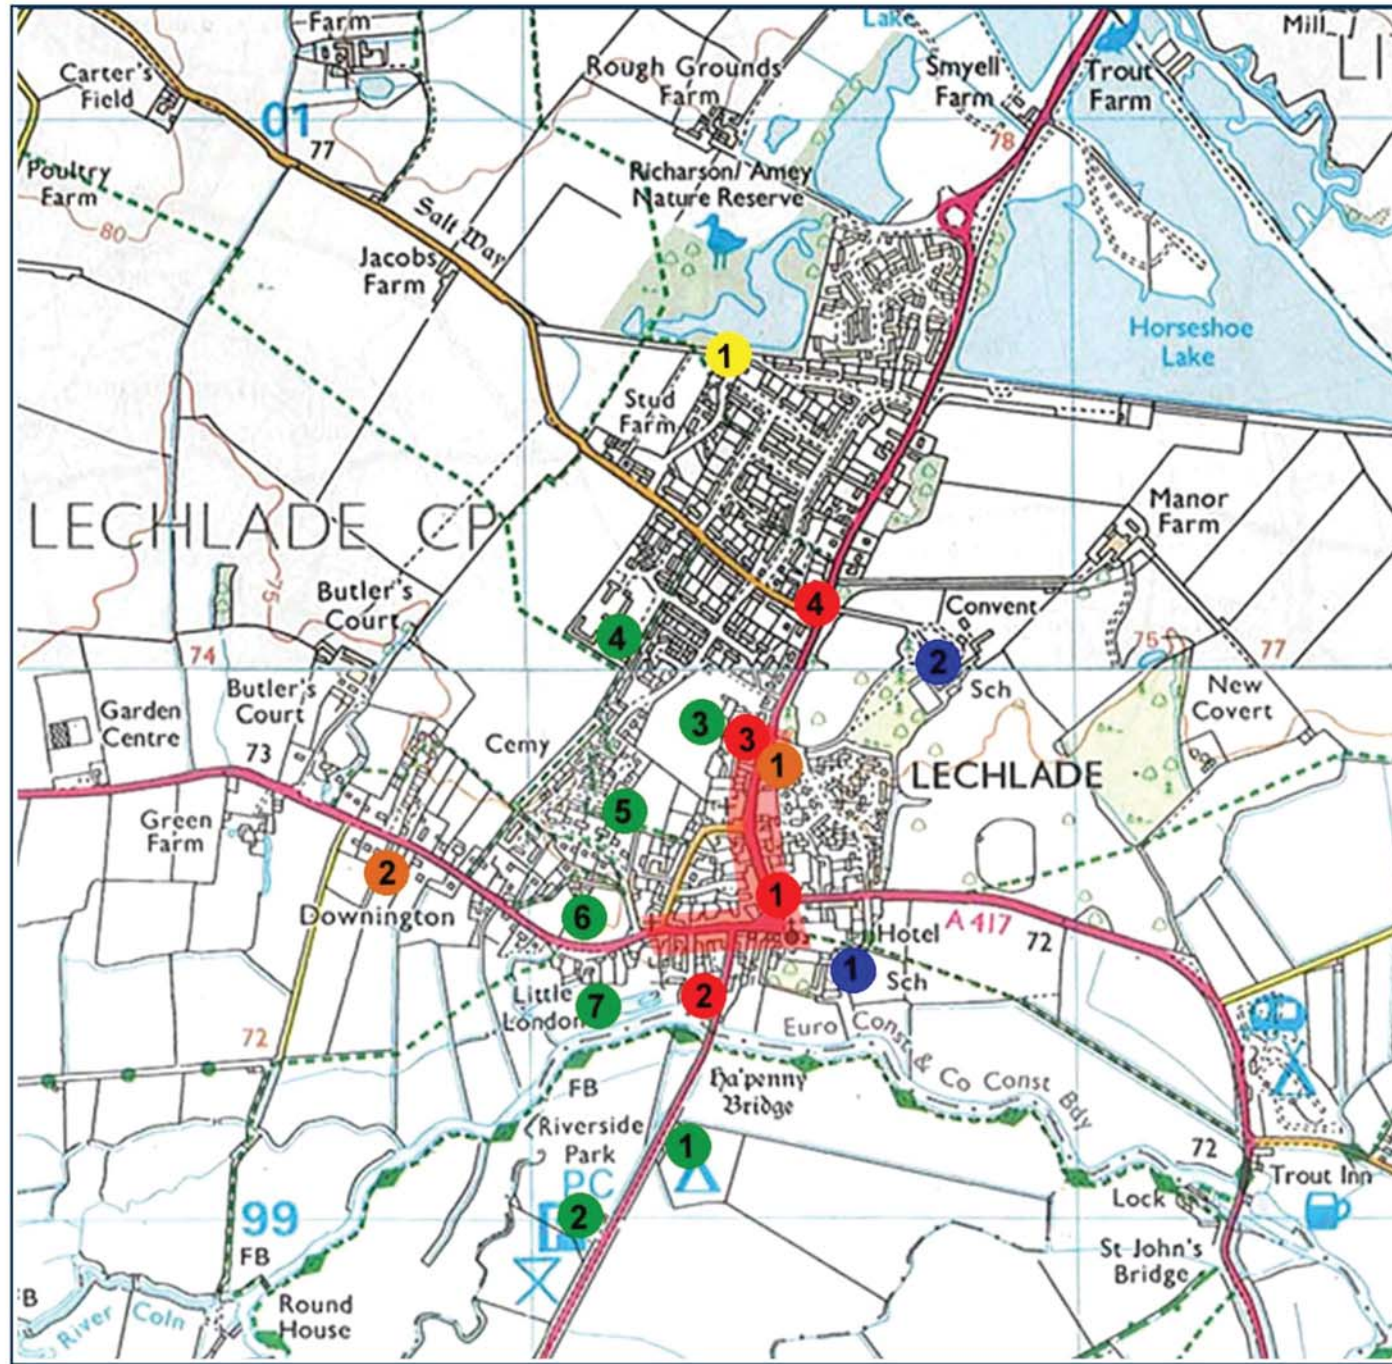 Farm
Lake
Mill
LI
Carter's
Field
Rough Grounds
Farm
Smyell
Farm
Trout
Farm
01
77
78
Poultry
Farm
Richarson/ Amey
Nature Reserve
80
Salt Way
Jacobs
Farm
Horseshoe
Lake
1
Stud
Farm
Manor
Farm
LECHLADE CP
75
Butler's
Court
4
Convent
4
2
75
77
74
Sch
Butler's
Court
New
Covert
Garden
Centre
3
3
73
Cemy
1
LECHLADE
5
Green
Farm
2
1
6
Downington
A 417
72
Hotel
1
Sch
2
Little
London
7
72
Euro Const & Co Const Bdy
FB
Ha'penny
Bridge
Riverside
Park
1
72
PC
Trout Inn
Lock
2
99
FB
St John's
Bridge
B
River Coln
Round
House